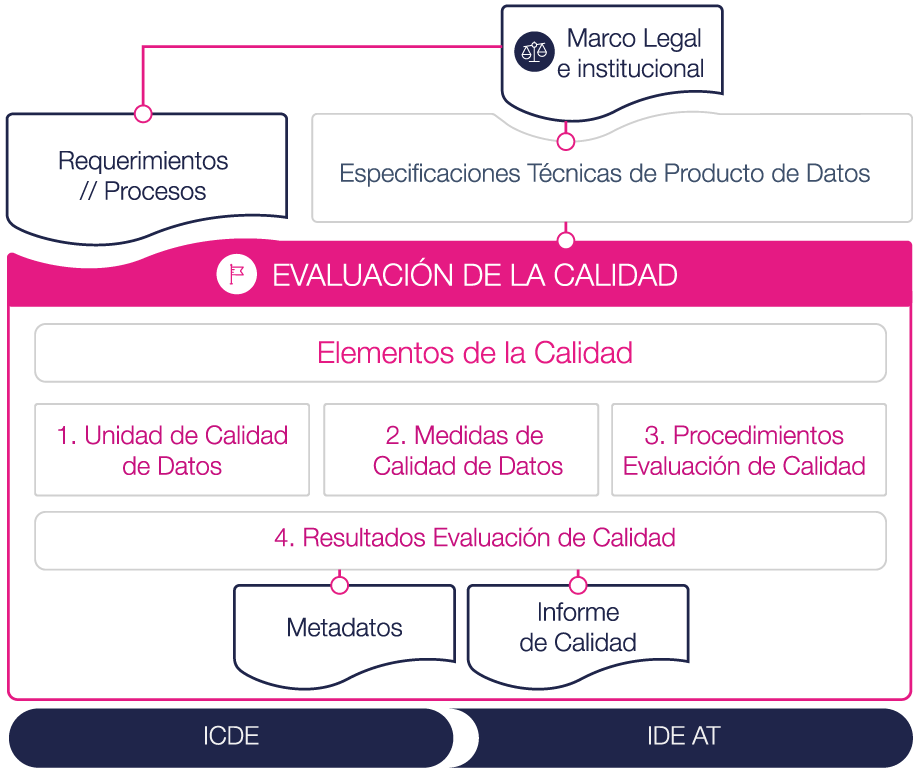 Marco Legal
e institucional
Requerimientos
// Procesos
Especificaciones Técnicas de Producto de Datos
EVALUACIÓN DE LA CALIDAD
Elementos de la Calidad
1. Unidad de Calidad
de Datos
2. Medidas de
Calidad de Datos
3. Procedimientos
Evaluación de Calidad
4. Resultados Evaluación de Calidad
Metadatos
Informe
de Calidad
ICDE
IDE AT